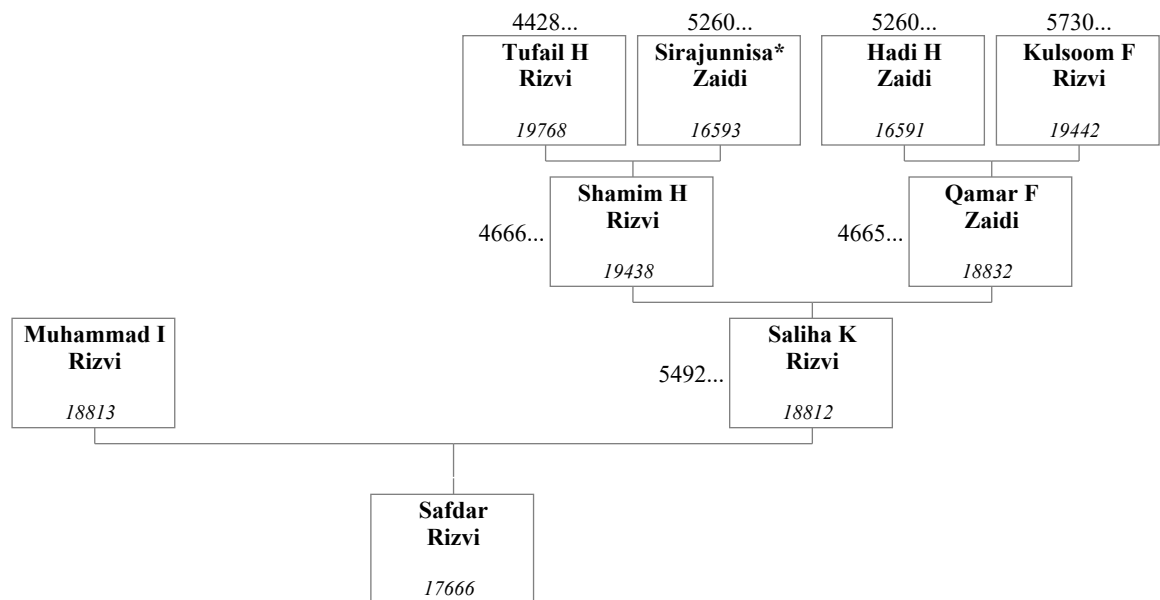 4428... 5260... 5260... 5730...
Tufail H
Rizvi
19768
Sirajunnisa*
Zaidi
16593
Hadi H
Zaidi
16591
Kulsoom F
Rizvi
19442
4666...
Shamim H
Rizvi
19438
4665...
Qamar F
Zaidi
18832
Muhammad I
Rizvi
18813
5492...
Saliha K
Rizvi
18812
Safdar
Rizvi
17666